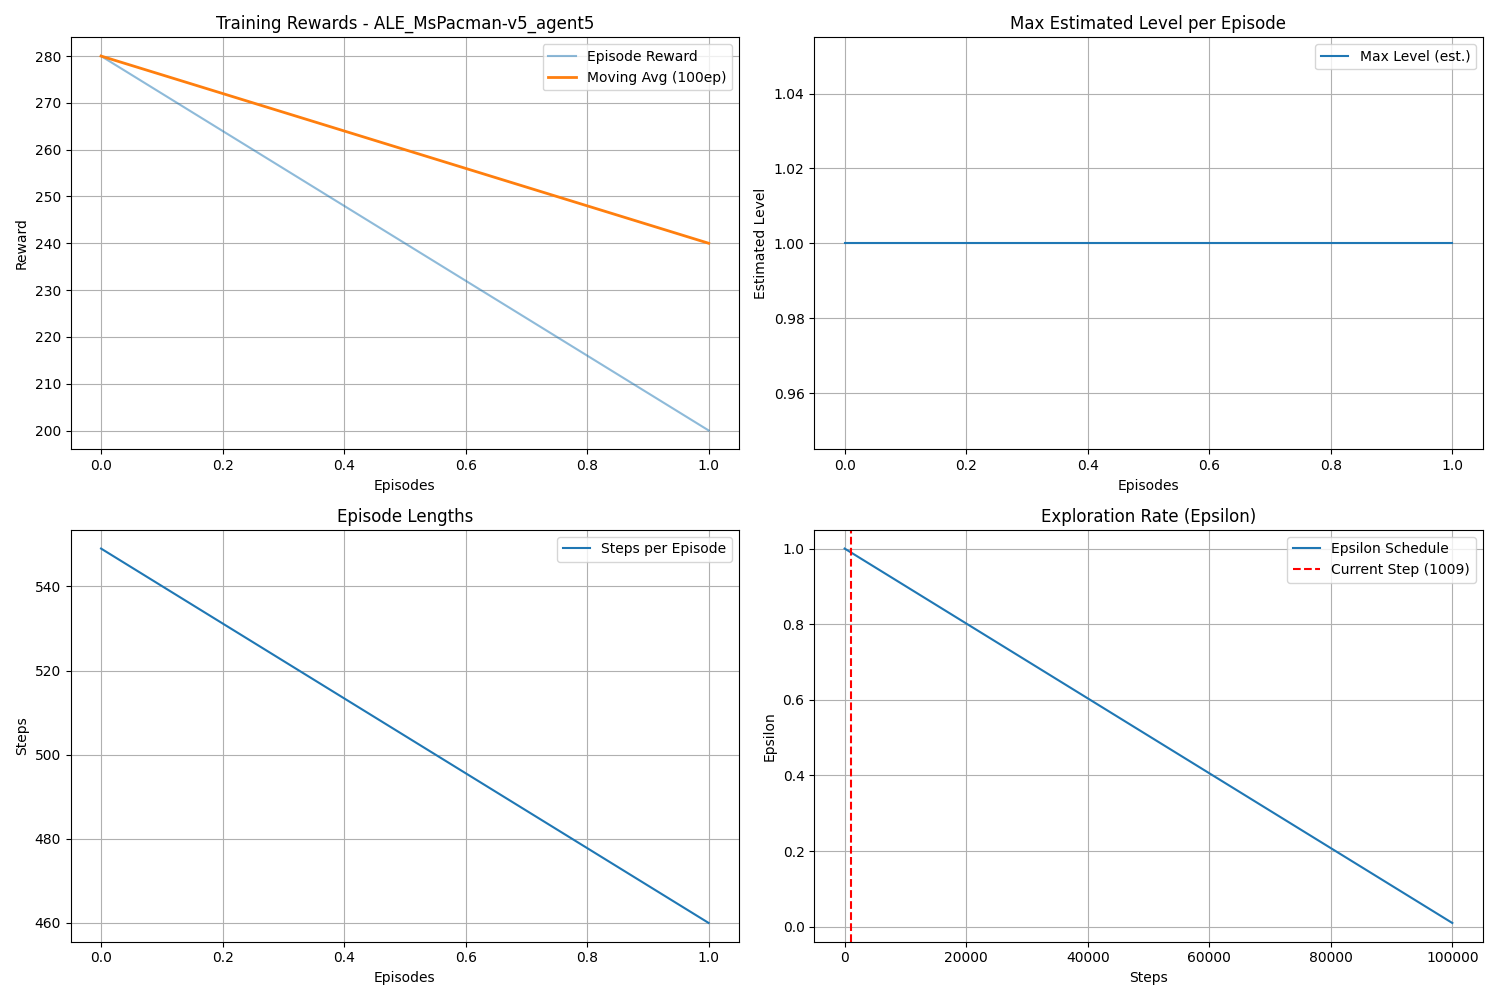 Training Rewards - ALE_MsPacman-v5_agent5
Episode Reward
Moving Avg (100ep)
280
270
260
250
240
230
220
210
200
Reward
0.0 0.2 0.4 0.6 0.8 1.0
Episodes
Max Estimated Level per Episode
Max Level (est.)
1.04
1.02
1.00
0.98
0.96
Estimated Level
0.0 0.2 0.4 0.6 0.8 1.0
Episodes
Episode Lengths
Steps per Episode
540
520
500
480
460
Steps
0.0 0.2 0.4 0.6 0.8 1.0
Episodes
Exploration Rate (Epsilon)
Epsilon Schedule
Current Step (1009)
1.0
0.8
0.6
0.4
0.2
0.0
Epsilon
0 20000 40000 60000 80000 100000
Steps